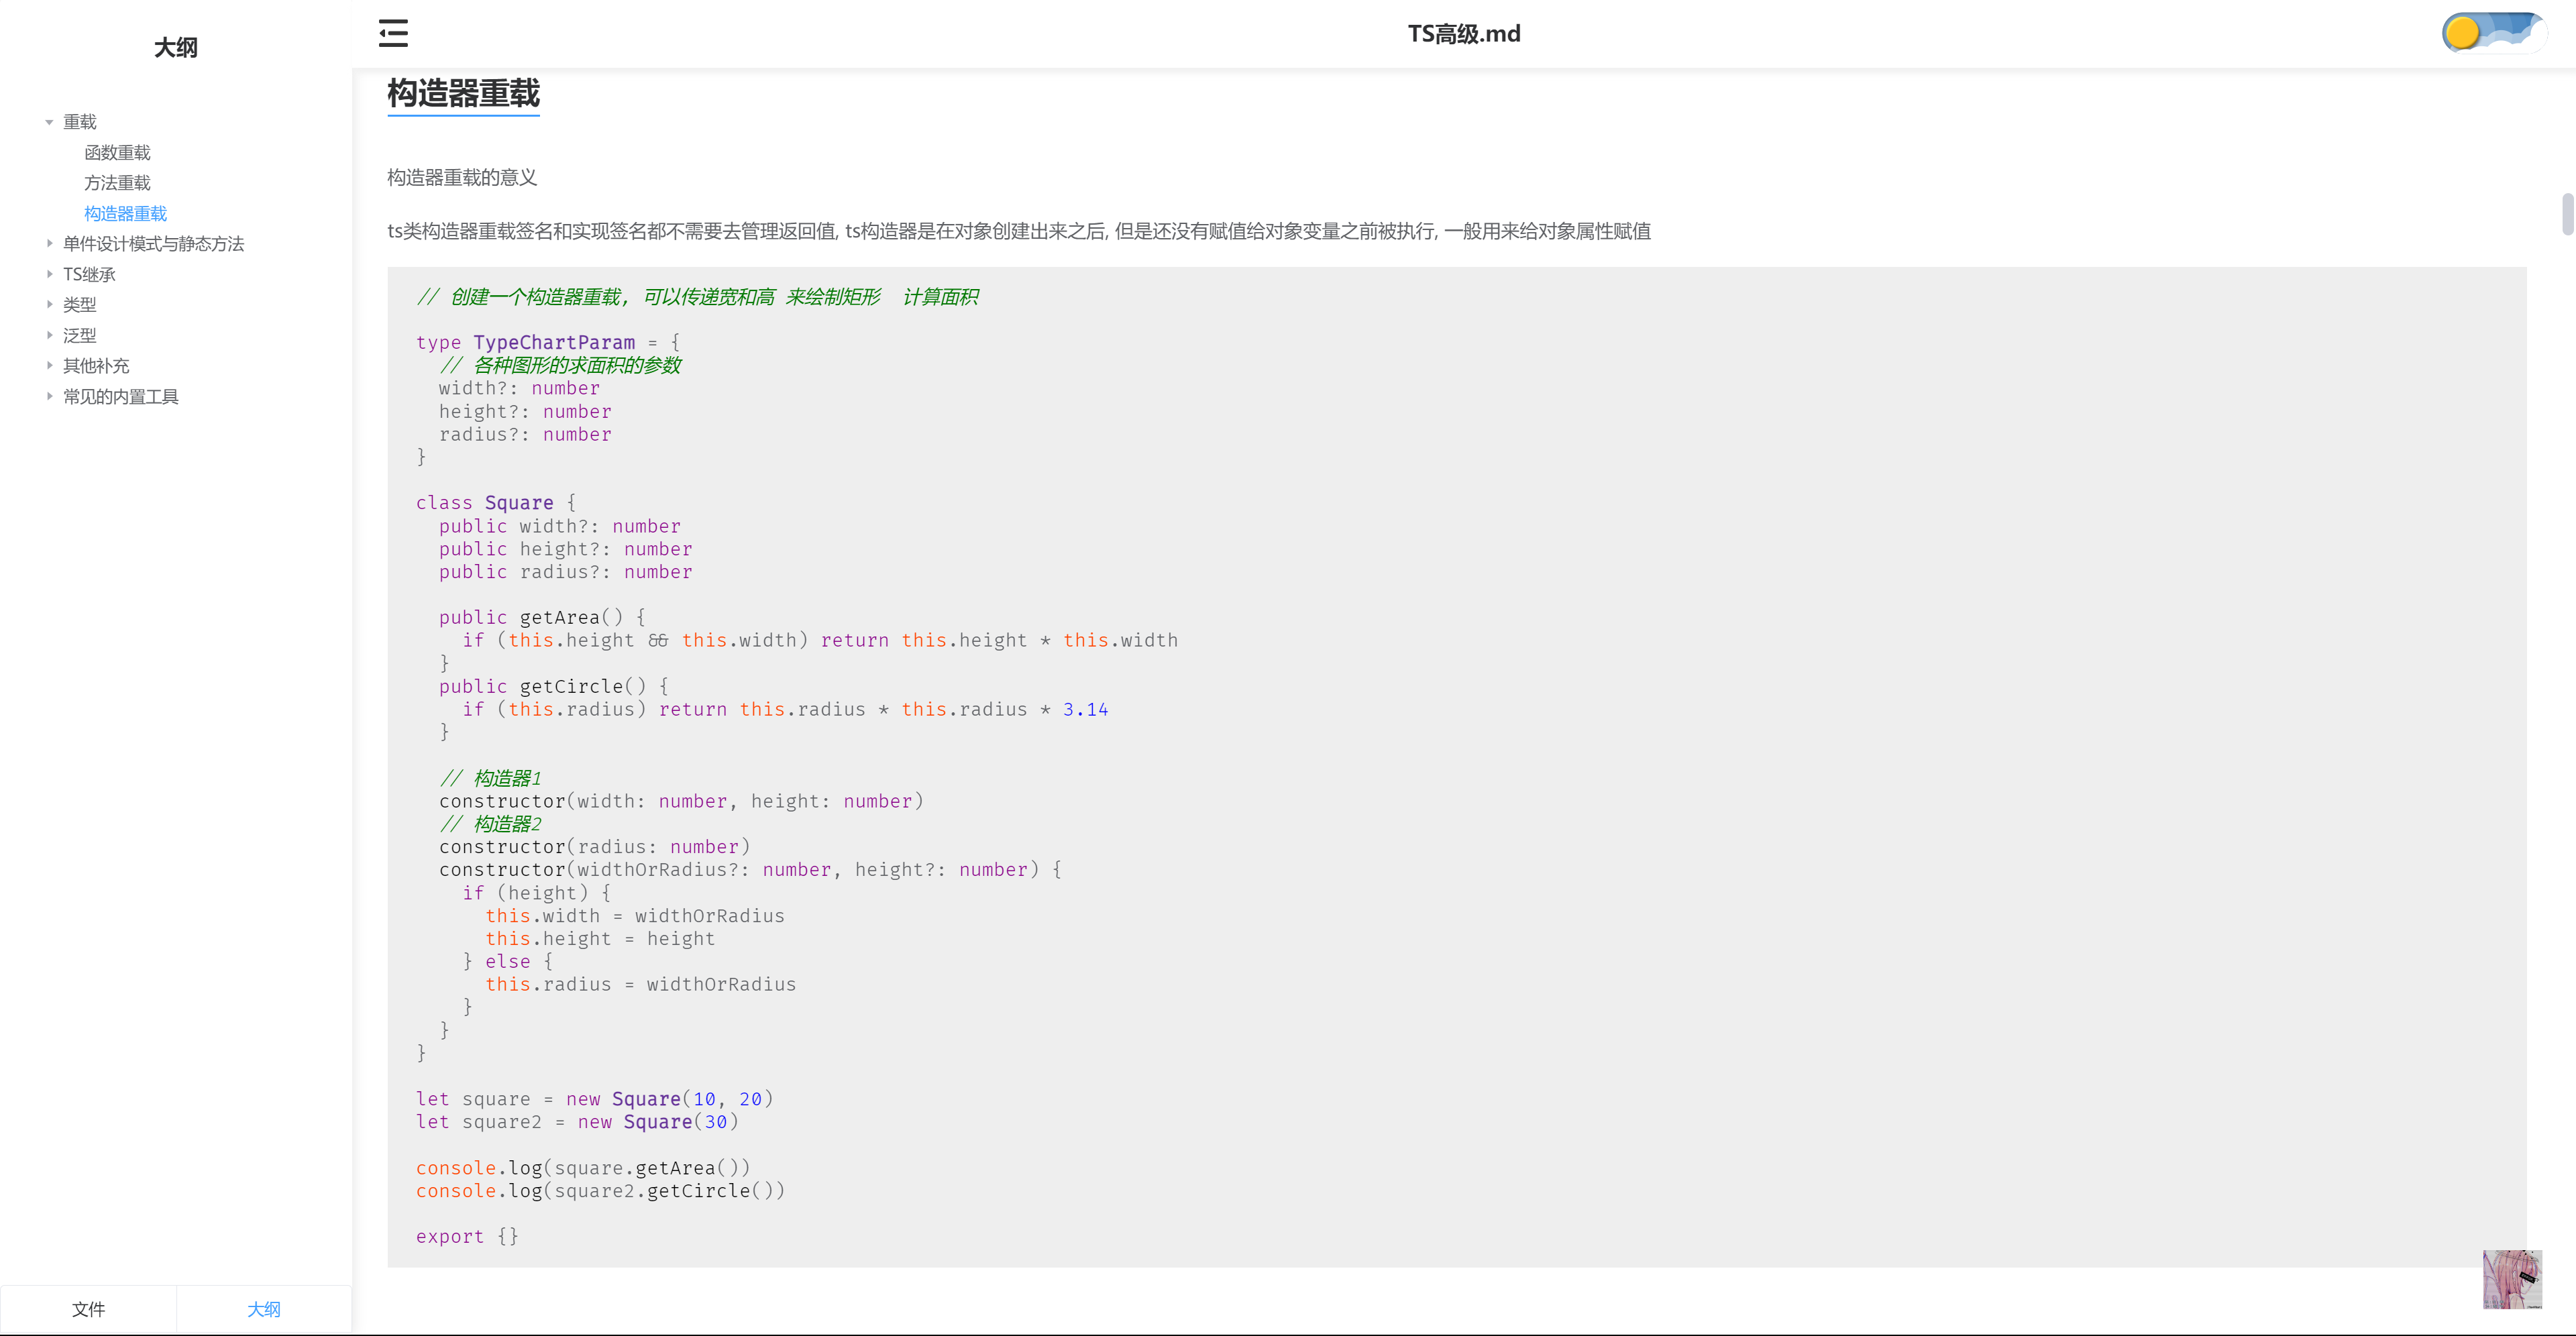 大纲
重载
函数重载
方法重载
构造器重载
单件设计模式与静态方法
TS继承
类型
泛型
其他补充
常见的内置工具
文件
大纲
TS高级.md
构造器重载
构造器重载的意义
ts类构造器重载签名和实现签名都不需要去管理返回值, ts构造器是在对象创建出来之后, 但是还没有赋值给对象变量之前被执行, 一般用来给对象属性赋值
// 创建一个构造器重载, 可以传递宽和高 来绘制矩形  计算面积
type TypeChartParam = {
  // 各种图形的求面积的参数
  width?: number
  height?: number
  radius?: number
}
class Square {
  public width?: number
  public height?: number
  public radius?: number
  public getArea() {
    if (this.height && this.width) return this.height * this.width
  }
  public getCircle() {
    if (this.radius) return this.radius * this.radius * 3.14
  }
  // 构造器1
  constructor(width: number, height: number)
  // 构造器2
  constructor(radius: number)
  constructor(widthOrRadius?: number, height?: number) {
    if (height) {
      this.width = widthOrRadius
      this.height = height
    } else {
      this.radius = widthOrRadius
    }
  }
}
let square = new Square(10, 20)
let square2 = new Square(30)
console.log(square.getArea())
console.log(square2.getCircle())
export {}